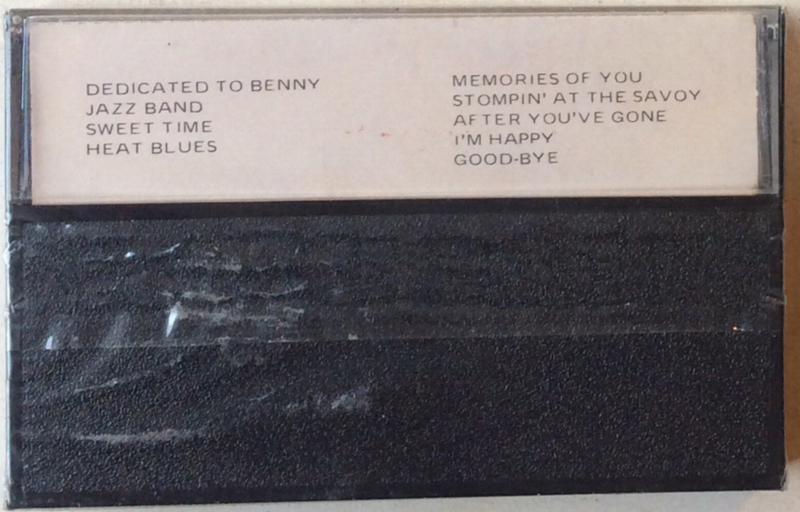 DEDICATED TO BENNY
JAZZ BAND
SWEET TIME
HEAT BLUES
MEMORIES OF YOU
STOMPIN' AT THE SAVOY
AFTER YOU'VE GONE
I'M HAPPY
GOOD-BYE